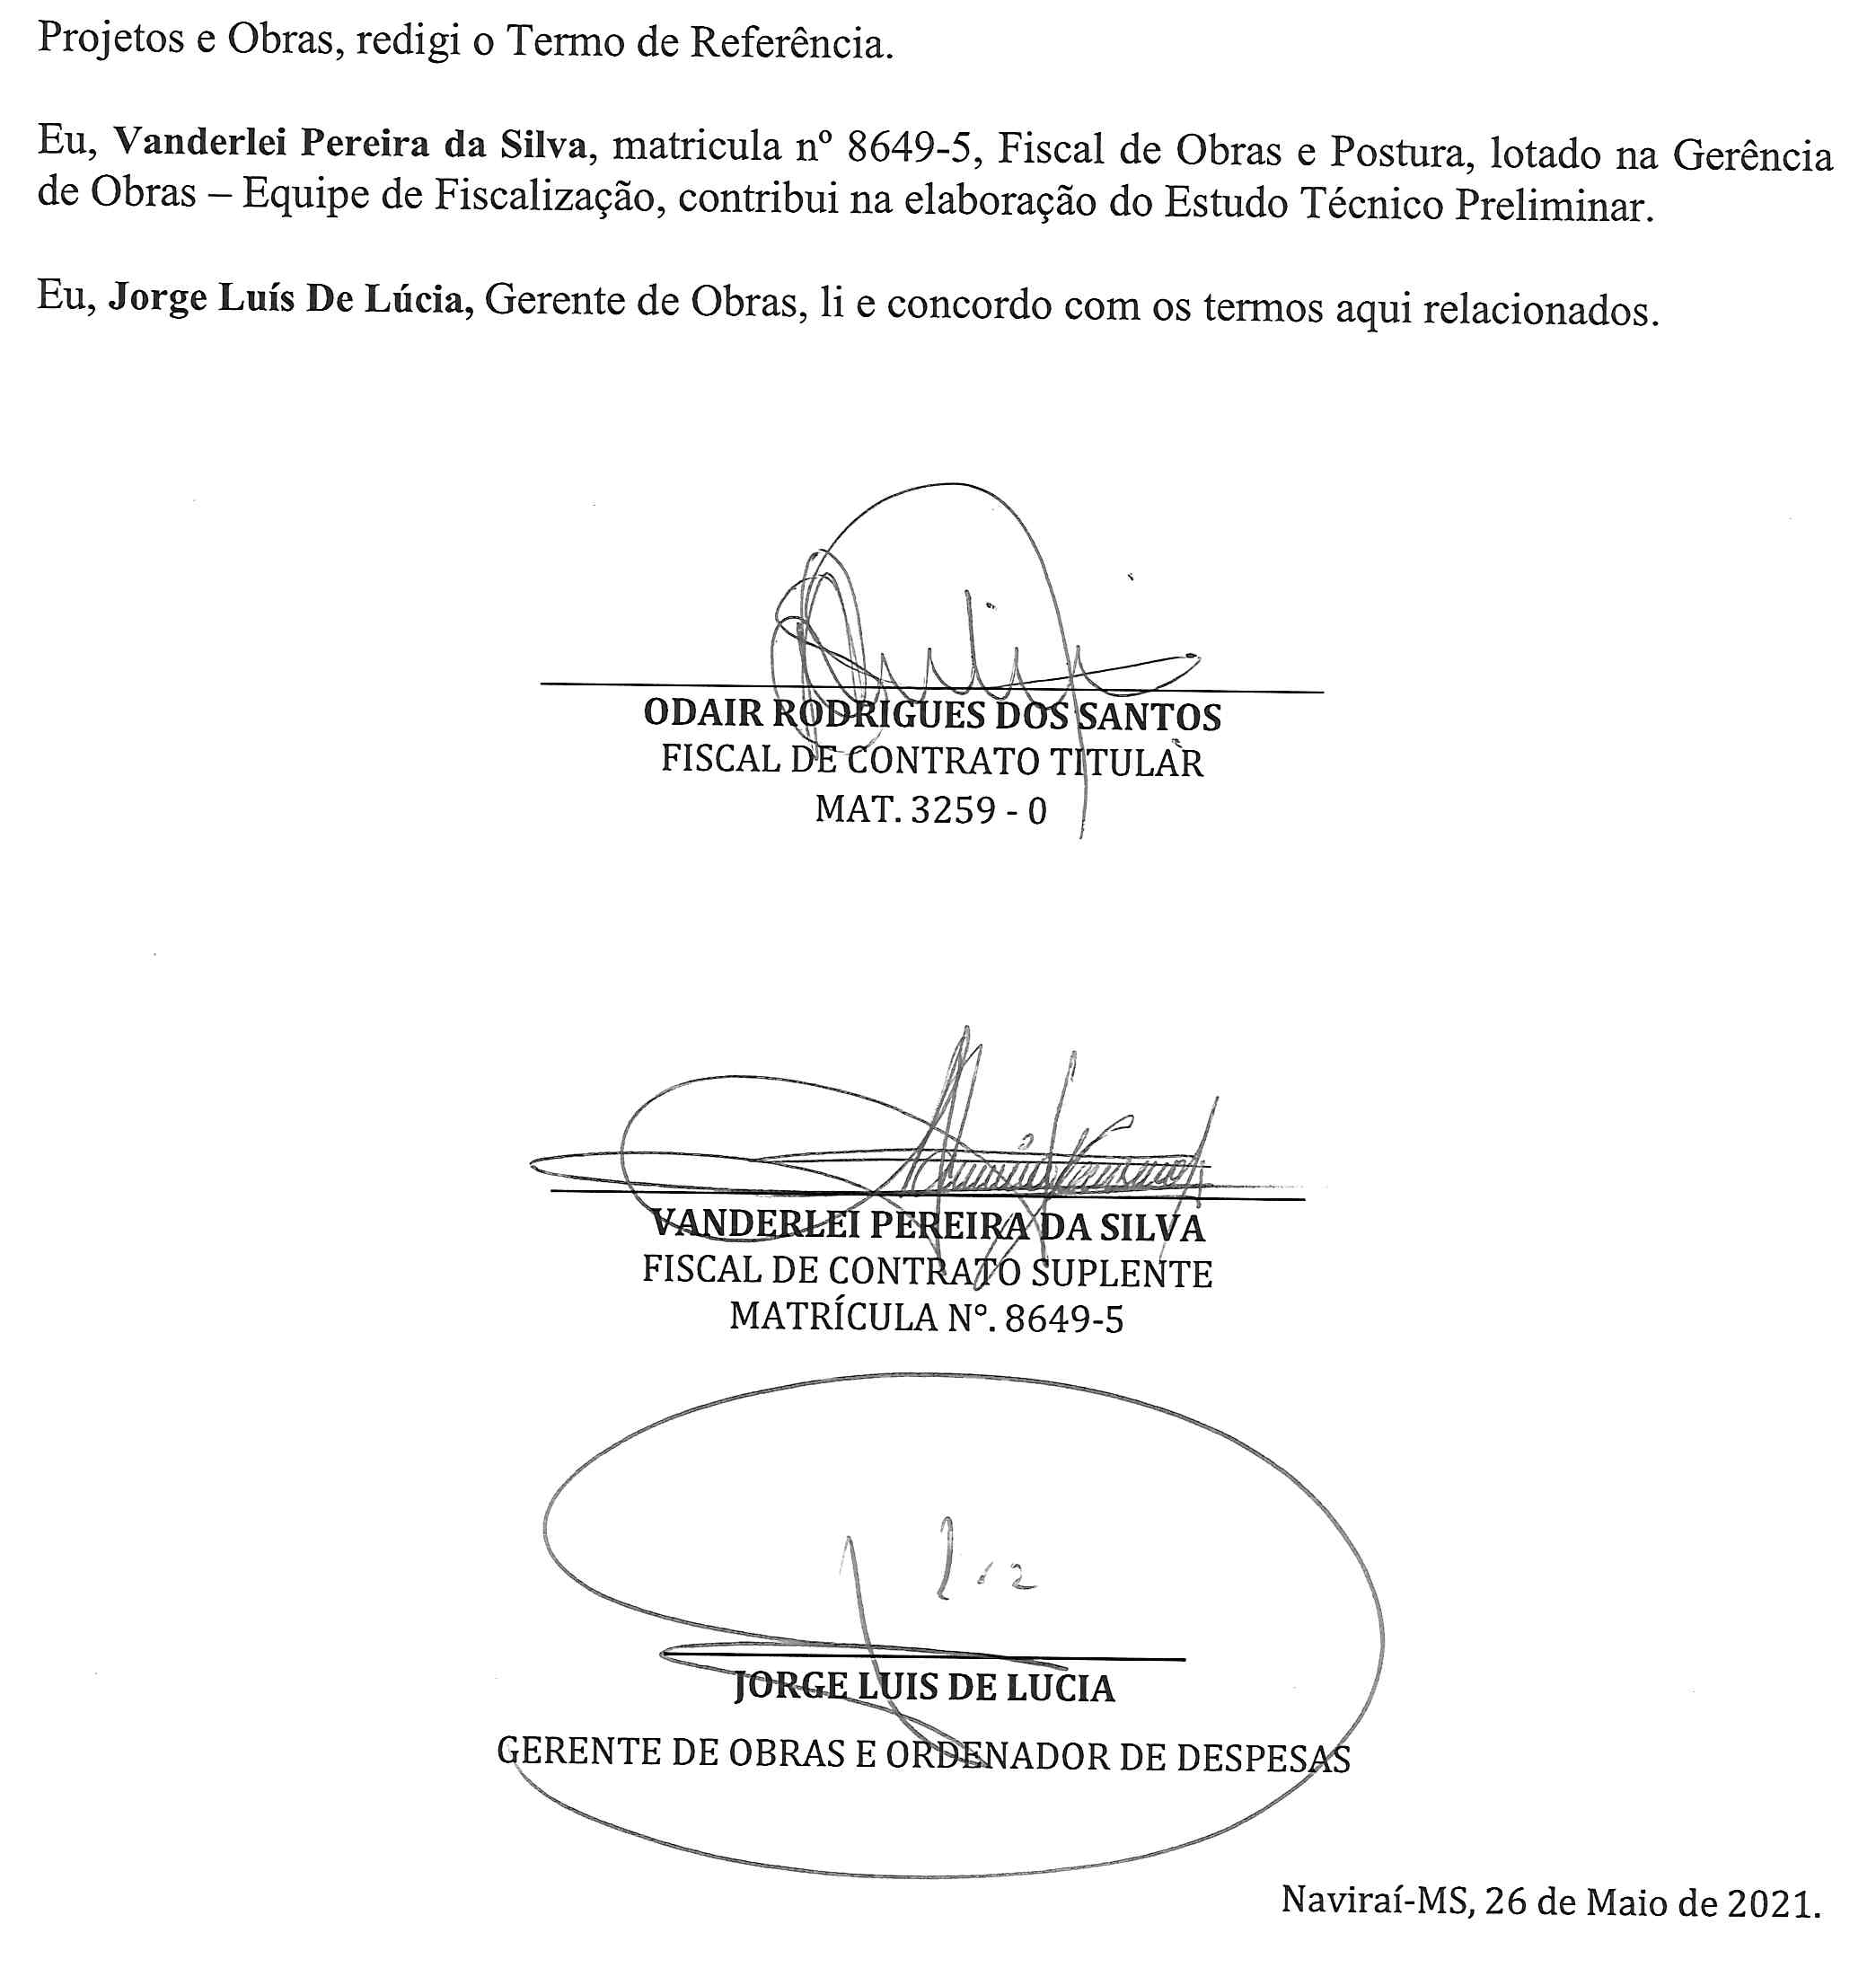 Projetos e Obras, redigi o Termo de Referência.
Eu, Vanderlei Pereira da Silva, matricula nº 8649-5, Fiscal de Obras e Postura, lotado na Gerência
de Obras – Equipe de Fiscalização, contribui na elaboração do Estudo Técnico Preliminar.
Eu, Jorge Luís De Lúcia, Gerente de Obras, li e concordo com os termos aqui relacionados.
ODAIR RODRIGUES DOS SANTOS
FISCAL DE CONTRATO TITULAR
MAT. 3259 - 0
VANDERLEI PEREIRA DA SILVA
FISCAL DE CONTRATO SUPLENTE
MATRÍCULA Nº. 8649-5
JORGE LUIS DE LUCIA
GERENTE DE OBRAS E ORDENADOR DE DESPESAS
Naviraí-MS, 26 de Maio de 2021.